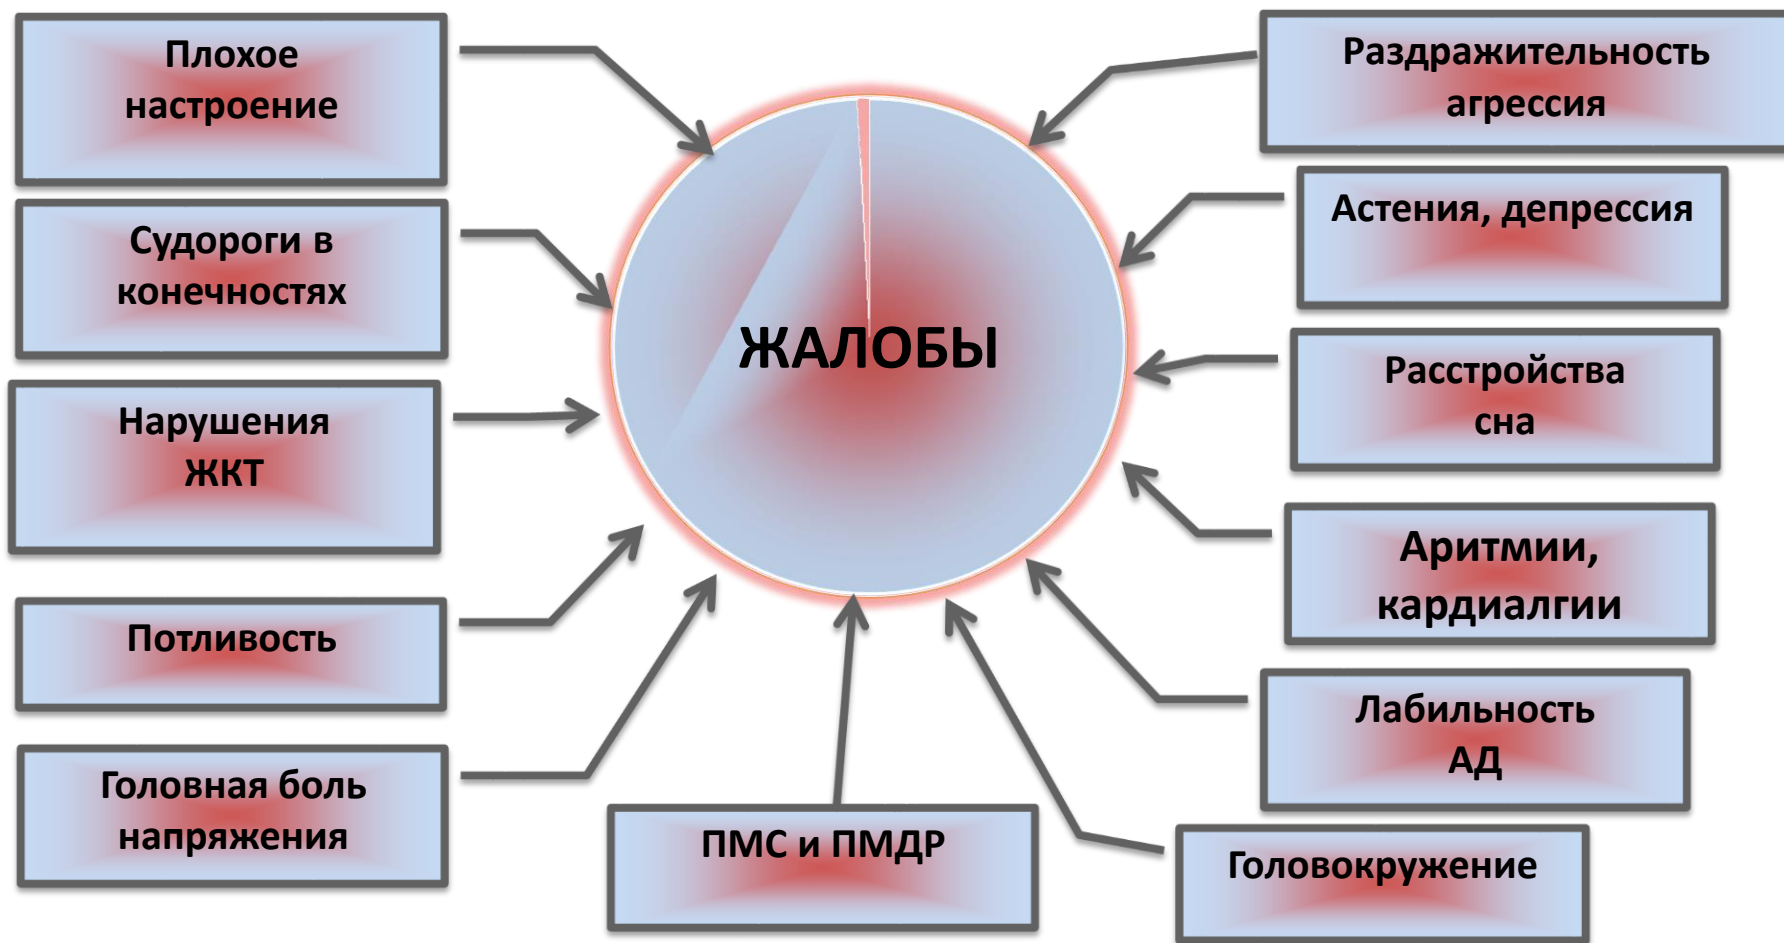 Плохое
настроение
Судороги в
конечностях
Нарушения
ЖКТ
Потливость
Головная боль
напряжения
ЖАЛОБЫ
ПМС и ПМДР
Раздражительность
агрессия
Астения, депрессия
Расстройства
сна
Аритмии,
кардиалгии
Лабильность
АД
Головокружение